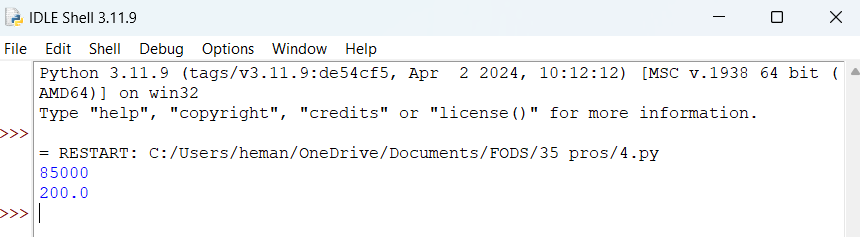 IDLE Shell 3.11.9
File Edit Shell Debug Options Window Help
Python 3.11.9 (tags/v3.11.9:de54cf5, Apr  2 2024, 10:12:12) [MSC v.1938 64 bit (
AMD64)] on win32
Type "help", "copyright", "credits" or "license()" for more information.
>>>
= RESTART: C:/Users/heman/OneDrive/Documents/FODS/35 pros/4.py
85000
200.0
>>>